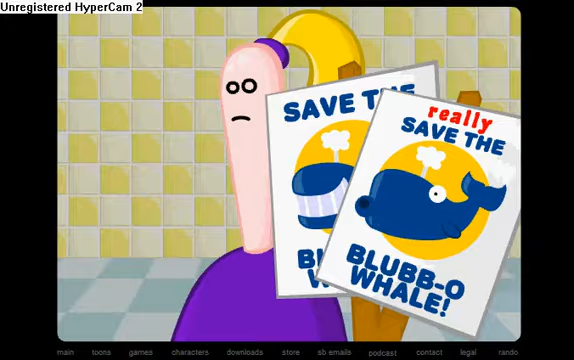 Unregistered HyperCam 2
SAVE THE
really
SAVE THE
BLUBB-O
WHALE!
main toons games characters downloads store sb emails podcast contact legal rando